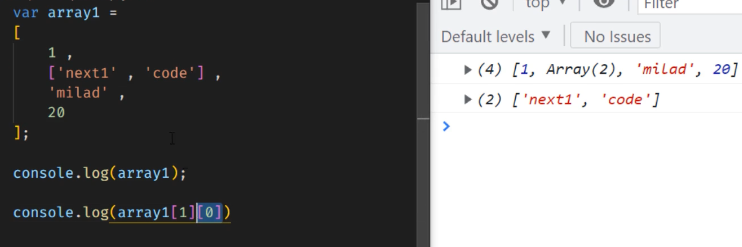 var array1 =
[
1 ,
['next1' , 'code'] ,
'milad' ,
20
];
console.log(array1);
console.log(array1[1][0])
top ▼
Filter
Default levels ▼
No Issues
▶ (4) [1, Array(2), 'milad', 20]
▶ (2) ['next1', 'code']
>